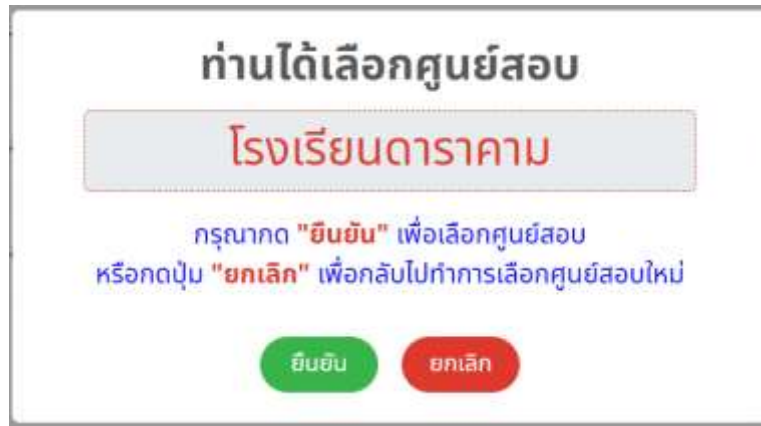 ท่านได้เลือกศูนย์สอบ
โรงเรียนดาราคาม
กรุณากด "ยืนยัน" เพื่อเลือกศูนย์สอบ
หรือกดปุ่ม "ยกเลิก" เพื่อกลับไปทำการเลือกศูนย์สอบใหม่
ยืนยัน ยกเลิก